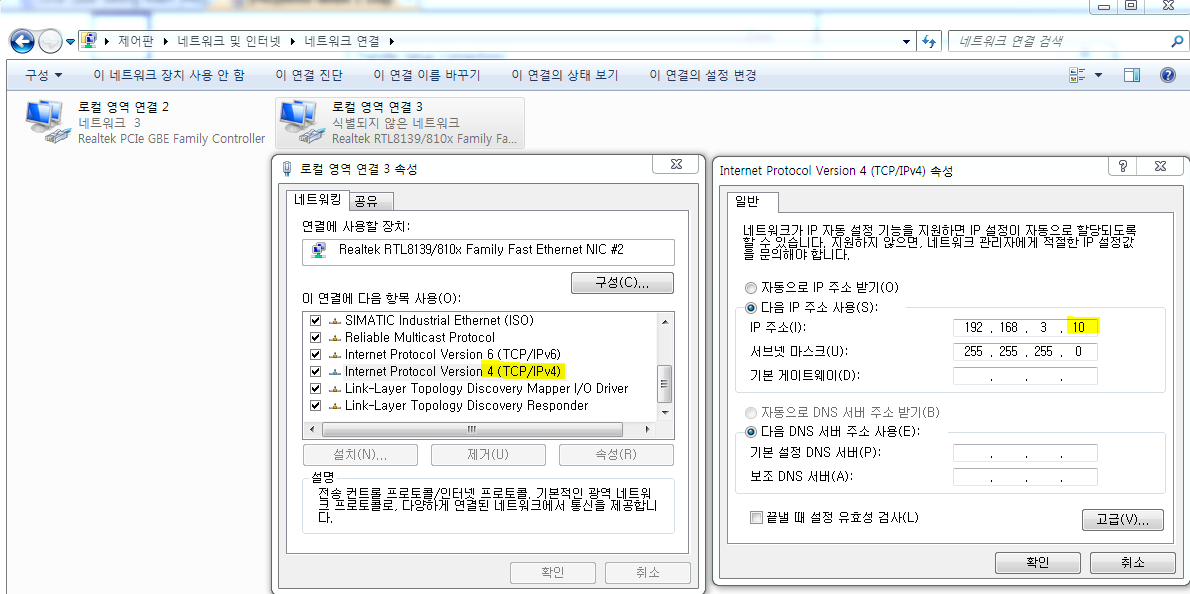 제어판 ▸ 네트워크 및 인터넷 ▸ 네트워크 연결 ▸
네트워크 연결 검색
구성 ▼ 이 네트워크 장치 사용 안 함 이 연결 진단 이 연결 이름 바꾸기 이 연결의 상태 보기 이 연결의 설정 변경
로컬 영역 연결 2
네트워크 3
Realtek PCIe GBE Family Controller
로컬 영역 연결 3
식별되지 않은 네트워크
Realtek RTL8139/810x Family Fa...
로컬 영역 연결 3 속성
네트워킹 공유
연결에 사용할 장치:
Realtek RTL8139/810x Family Fast Ethernet NIC #2
구성(C)...
이 연결에 다음 항목 사용(O):
SIMATIC Industrial Ethernet (ISO)
Reliable Multicast Protocol
Internet Protocol Version 6 (TCP/IPv6)
Internet Protocol Version 4 (TCP/IPv4)
Link-Layer Topology Discovery Mapper I/O Driver
Link-Layer Topology Discovery Responder
설치(N)... 제거(U) 속성(R)
설명
전송 컨트롤 프로토콜/인터넷 프로토콜. 기본적인 광역 네트워
크 프로토콜로, 다양하게 연결된 네트워크에서 통신을 제공합니
다.
확인 취소
Internet Protocol Version 4 (TCP/IPv4) 속성
일반
네트워크가 IP 자동 설정 기능을 지원하면 IP 설정이 자동으로 할당되도록
할 수 있습니다. 지원하지 않으면, 네트워크 관리자에게 적절한 IP 설정값
을 문의해야 합니다.
자동으로 IP 주소 받기(O)
다음 IP 주소 사용(S):
IP 주소(I): 192 . 168 . 3 . 10
서브넷 마스크(U): 255 . 255 . 255 . 0
기본 게이트웨이(D): . . .
자동으로 DNS 서버 주소 받기(B)
다음 DNS 서버 주소 사용(E):
기본 설정 DNS 서버(P): . . .
보조 DNS 서버(A): . . .
끝낼 때 설정 유효성 검사(L)
고급(V)...
확인 취소